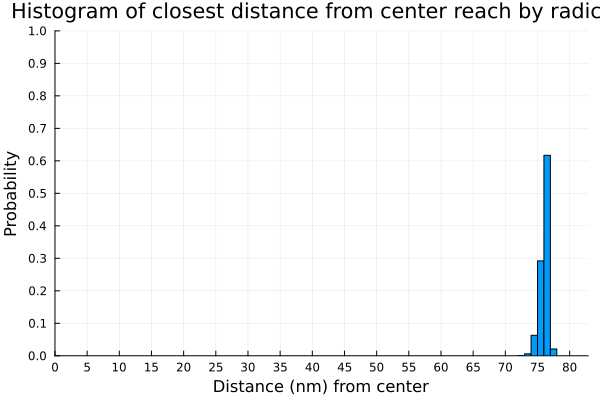 Histogram of closest distance from center reach by radic
1.0
0.9
0.8
0.7
0.6
0.5
0.4
0.3
0.2
0.1
0.0
Probability
0 5 10 15 20 25 30 35 40 45 50 55 60 65 70 75 80
Distance (nm) from center